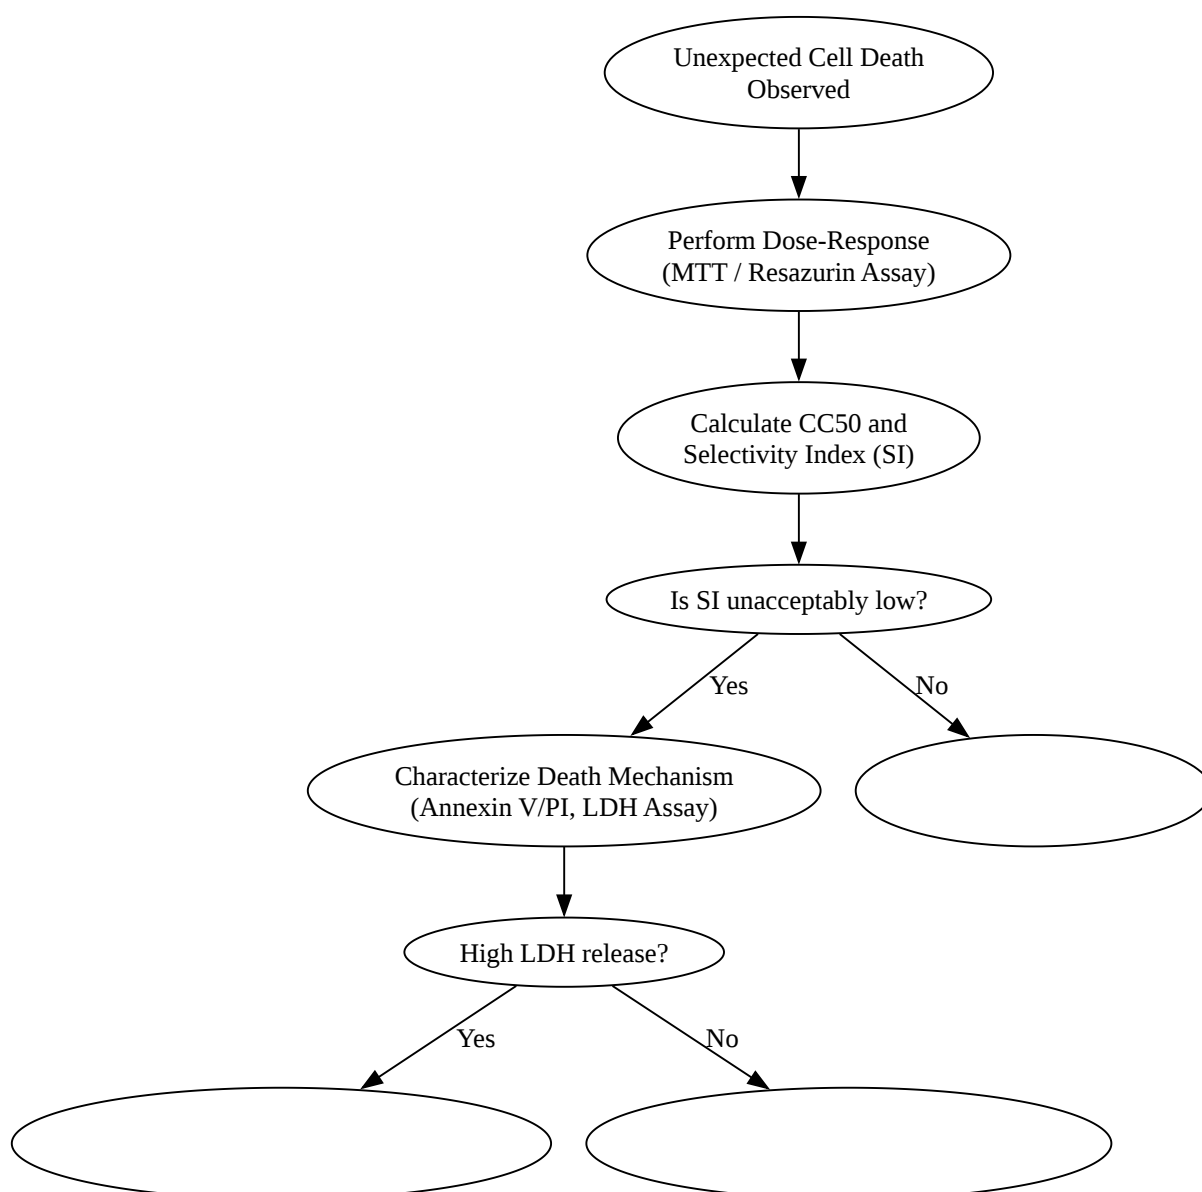 Unexpected Cell Death
Observed
Perform Dose-Response
(MTT / Resazurin Assay)
Calculate CC50 and
Selectivity Index (SI)
Is SI unacceptably low?
Yes
No
Characterize Death Mechanism
(Annexin V/PI, LDH Assay)
High LDH release?
Yes
No